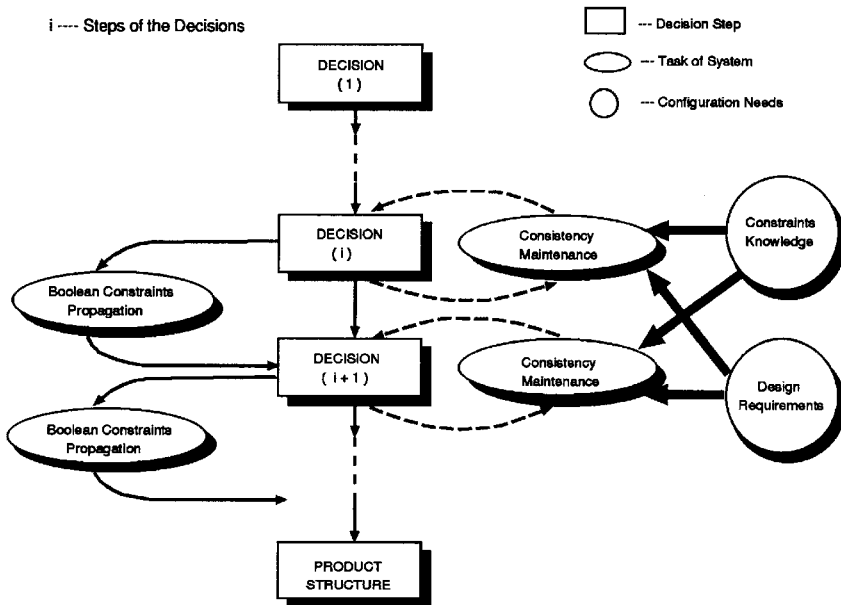 i ---- Steps of the Decisions
--- Decision Step
--- Task of System
--- Configuration Needs
DECISION
( 1 )
DECISION
( i )
Consistency
Maintenance
Constraints
Knowledge
Boolean Constraints
Propagation
DECISION
( i + 1 )
Consistency
Maintenance
Design
Requirements
Boolean Constraints
Propagation
PRODUCT
STRUCTURE